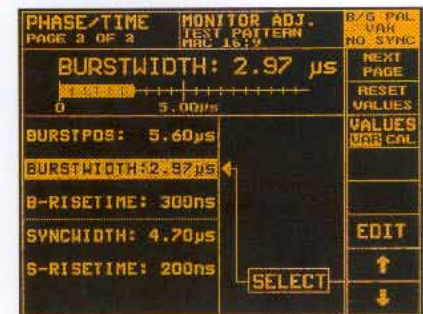 PHASE/TIME
PAGE 2 OF 2
MONITOR ADJ.
TEST PATTERN
MAC 16:9
B/G PAL
VAR
NO SYNC
BURSTWIDTH: 2.97 µs
0 5.00µs
NEXT
PAGE
RESET
VALUES
VALUES
VAR CAL
BURSTPOS: 5.60µs
BURSTWIDTH:2.97µs
B-RISETIME: 300ns
SYNCWIDTH: 4.70µs
S-RISETIME: 200ns
SELECT
EDIT
↑
↓